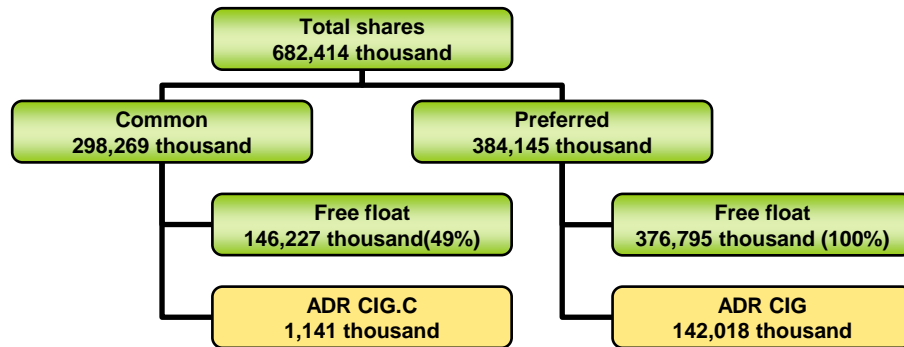 Total shares
682,414 thousand
Common
298,269 thousand
Preferred
384,145 thousand
Free float
146,227 thousand(49%)
Free float
376,795 thousand (100%)
ADR CIG.C
1,141 thousand
ADR CIG
142,018 thousand